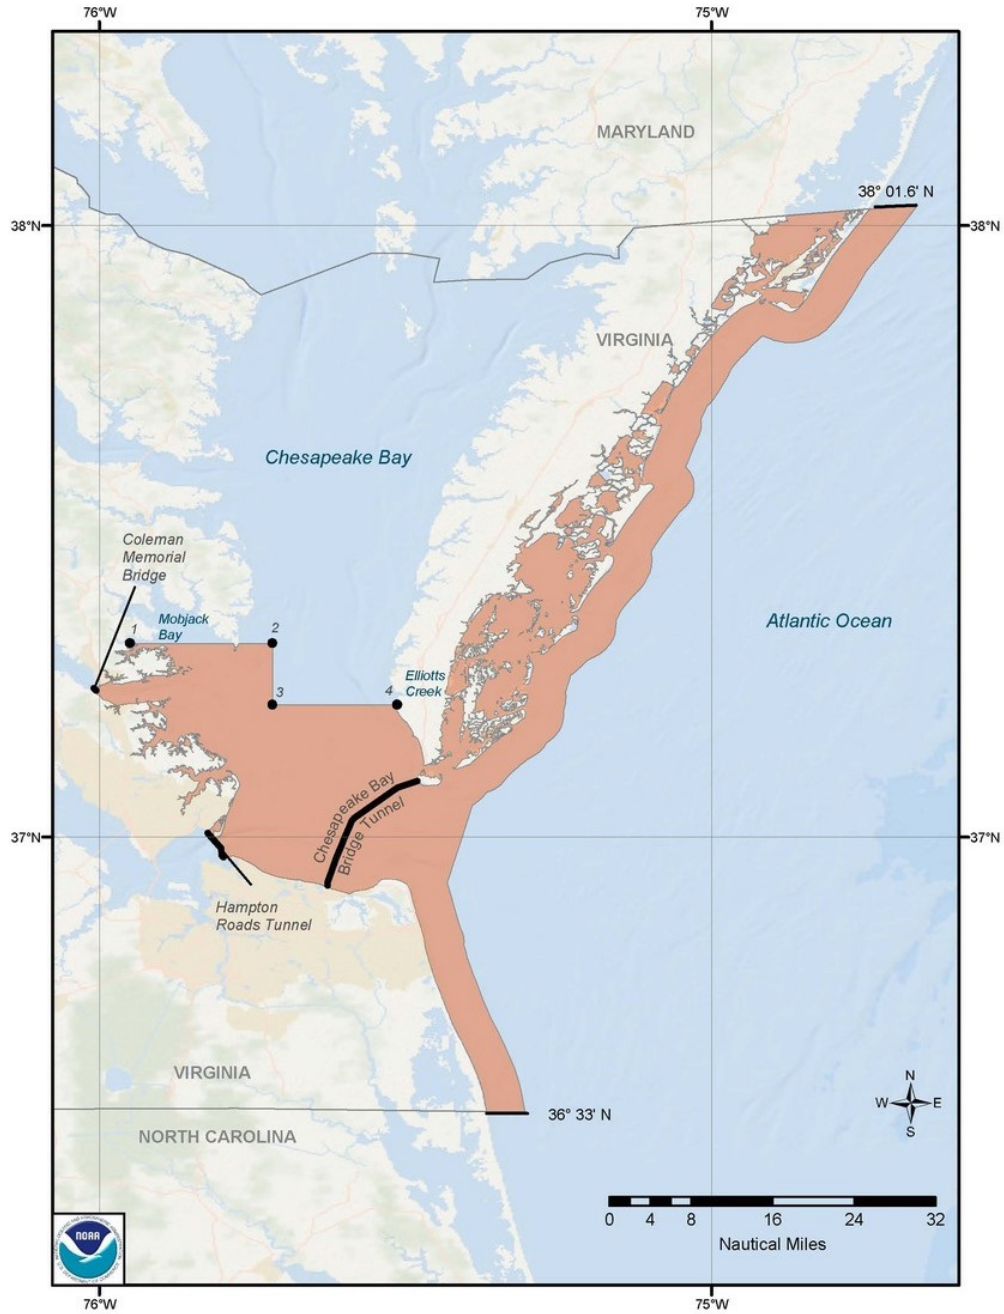 76°W
75°W
MARYLAND
38° 01.6' N
38°N
38°N
VIRGINIA
Chesapeake Bay
Coleman
Memorial
Bridge
Mobjack
Bay
1
2
Atlantic Ocean
Elliotts
Creek
3
4
Chesapeake Bay
Bridge Tunnel
37°N
37°N
Hampton
Roads Tunnel
VIRGINIA
36° 33' N
NORTH CAROLINA
N
W
E
S
0 4 8 16 24 32
Nautical Miles
NOAA
76°W
75°W